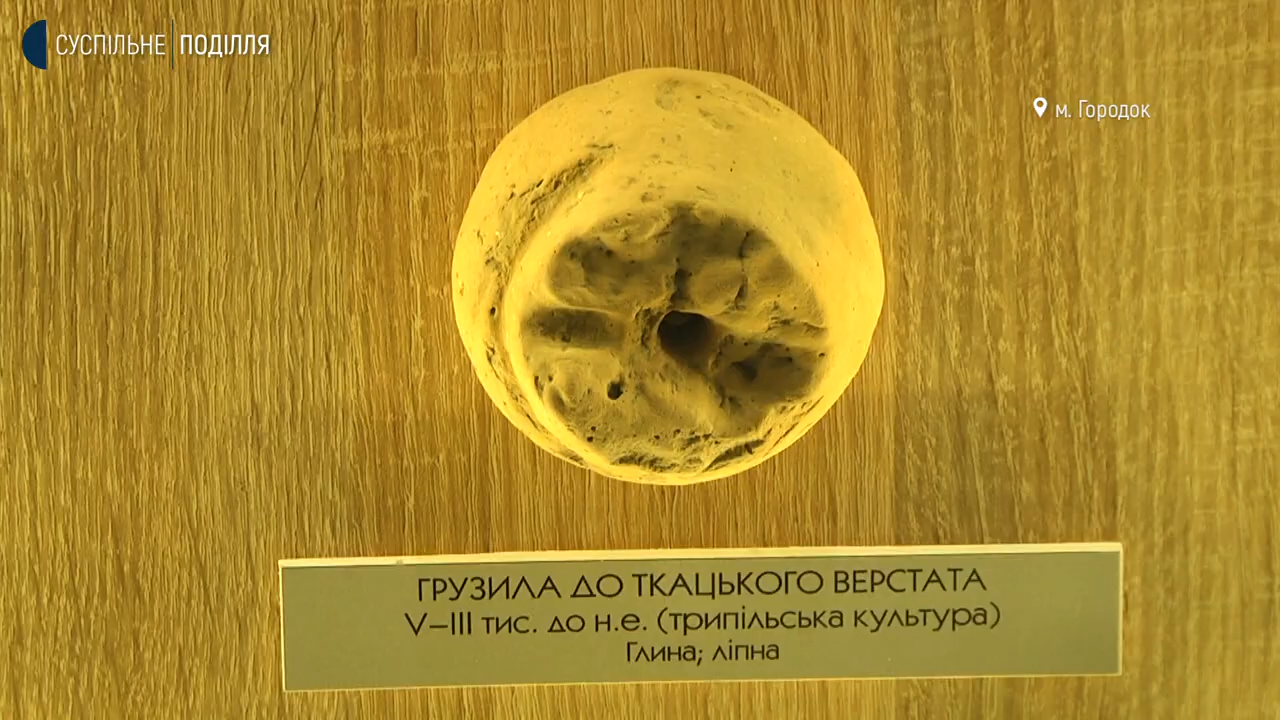 СУСПІЛЬНЕ ПОДІЛЛЯ
м. Городок
ГРУЗИЛА ДО ТКАЦЬКОГО ВЕРСТАТА
V–III тис. до н.е. (трипільська культура)
Глина; ліпна